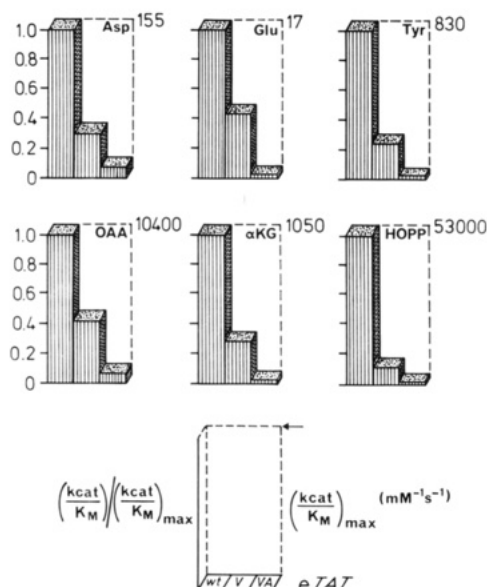 1.0 Asp 155 Glu 17 Tyr 830
0.8
0.6
0.4
0.2
0
1.0 OAA 10400 αKG 1050 HOPP 53000
0.8
0.6
0.4
0.2
0
(kcat/KM)/(kcat/KM)max (kcat/KM)max (mM⁻¹s⁻¹)
wt V VA eTAT